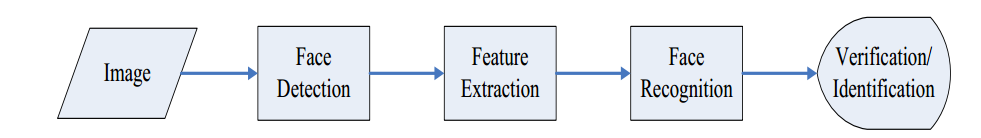 Image
Face
Detection
Feature
Extraction
Face
Recognition
Verification/
Identification